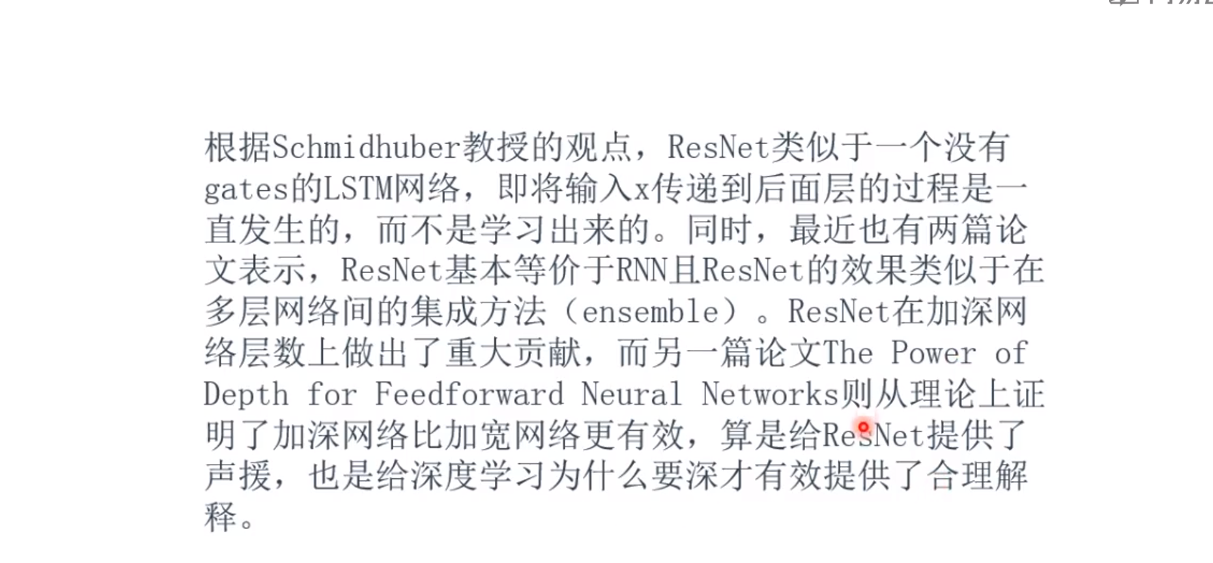 根据Schmidhuber教授的观点，ResNet类似于一个没有
gates的LSTM网络，即将输入x传递到后面层的过程是一
直发生的，而不是学习出来的。同时，最近也有两篇论
文表示，ResNet基本等价于RNN且ResNet的效果类似于在
多层网络间的集成方法（ensemble）。ResNet在加深网
络层数上做出了重大贡献，而另一篇论文The Power of
Depth for Feedforward Neural Networks则从理论上证
明了加深网络比加宽网络更有效，算是给ResNet提供了
声援，也是给深度学习为什么要深才有效提供了合理解
释。